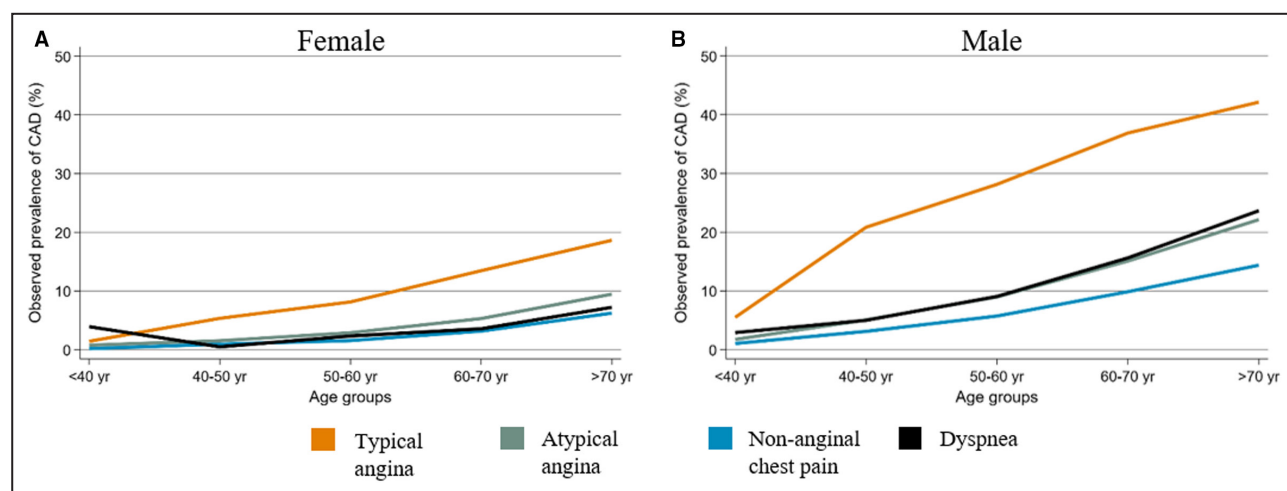 A
Female
B
Male
Observed prevalence of CAD (%)
50
40
30
20
10
0
<40 yr
40-50 yr
50-60 yr
60-70 yr
>70 yr
Age groups
Observed prevalence of CAD (%)
50
40
30
20
10
0
<40 yr
40-50 yr
50-60 yr
60-70 yr
>70 yr
Age groups
Typical
angina
Atypical
angina
Non-anginal
chest pain
Dyspnea